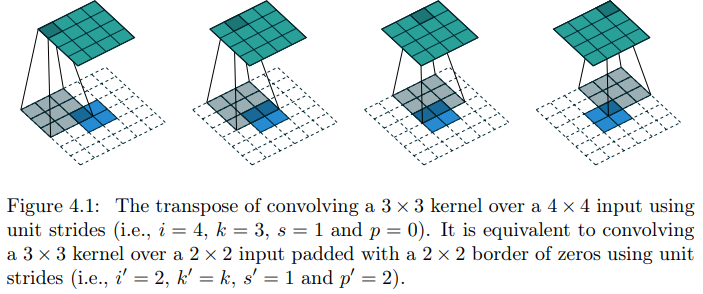 Figure 4.1: The transpose of convolving a 3 × 3 kernel over a 4 × 4 input using
unit strides (i.e., i = 4, k = 3, s = 1 and p = 0). It is equivalent to convolving
a 3 × 3 kernel over a 2 × 2 input padded with a 2 × 2 border of zeros using unit
strides (i.e., i′ = 2, k′ = k, s′ = 1 and p′ = 2).